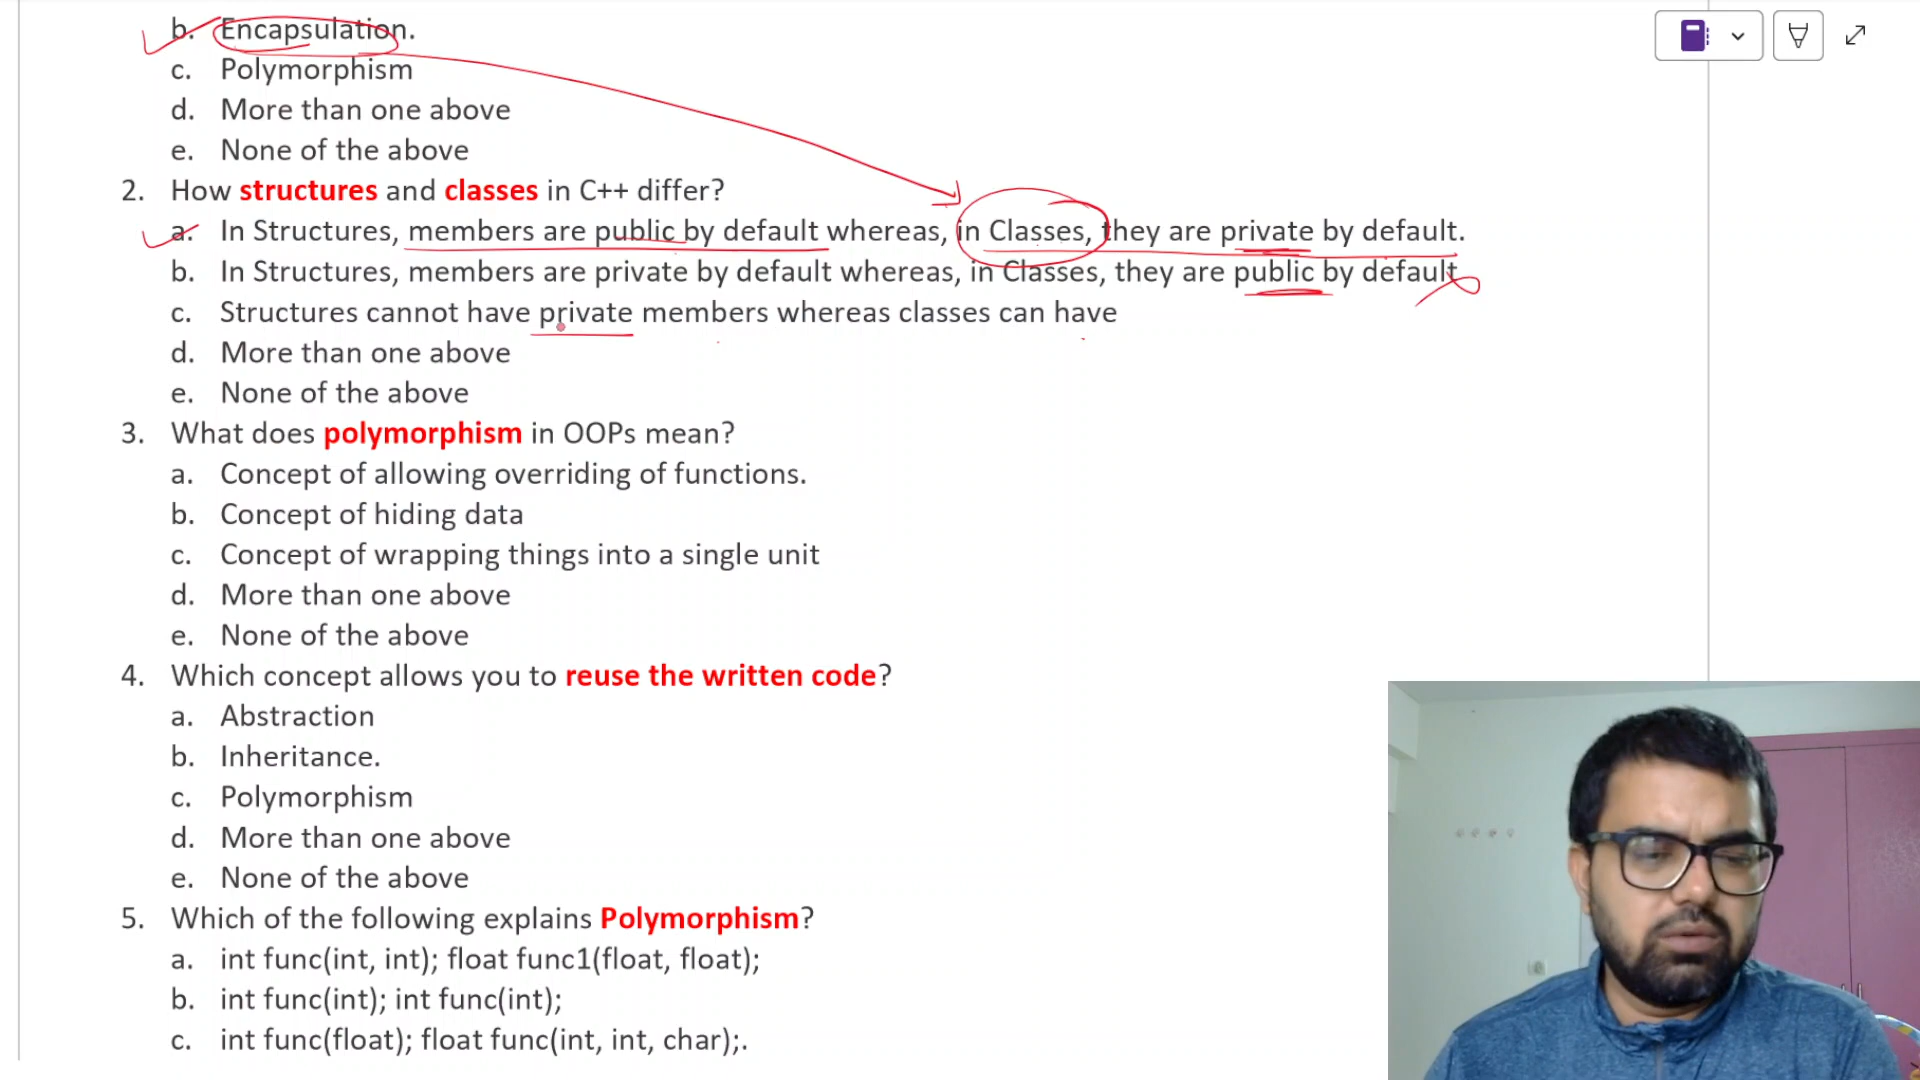 b. Encapsulation.
c. Polymorphism
d. More than one above
e. None of the above
2. How structures and classes in C++ differ?
a. In Structures, members are public by default whereas, in Classes, they are private by default.
b. In Structures, members are private by default whereas, in Classes, they are public by default
c. Structures cannot have private members whereas classes can have
d. More than one above
e. None of the above
3. What does polymorphism in OOPs mean?
a. Concept of allowing overriding of functions.
b. Concept of hiding data
c. Concept of wrapping things into a single unit
d. More than one above
e. None of the above
4. Which concept allows you to reuse the written code?
a. Abstraction
b. Inheritance.
c. Polymorphism
d. More than one above
e. None of the above
5. Which of the following explains Polymorphism?
a. int func(int, int); float func1(float, float);
b. int func(int); int func(int);
c. int func(float); float func(int, int, char);.